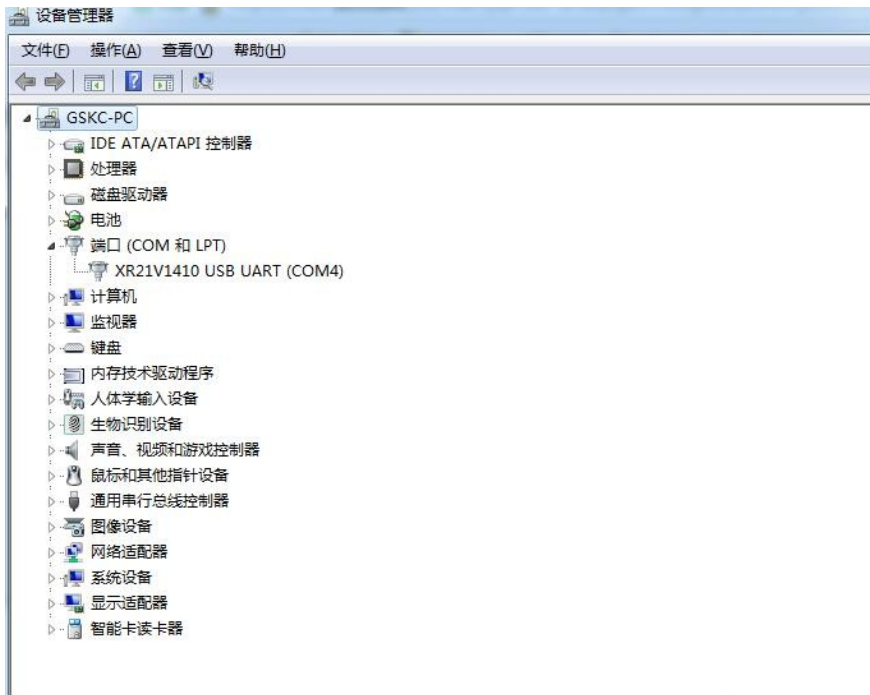 设备管理器
文件(F) 操作(A) 查看(V) 帮助(H)
GSKC-PC
IDE ATA/ATAPI 控制器
处理器
磁盘驱动器
电池
端口 (COM 和 LPT)
XR21V1410 USB UART (COM4)
计算机
监视器
键盘
内存技术驱动程序
人体学输入设备
生物识别设备
声音、视频和游戏控制器
鼠标和其他指针设备
通用串行总线控制器
图像设备
网络适配器
系统设备
显示适配器
智能卡读卡器